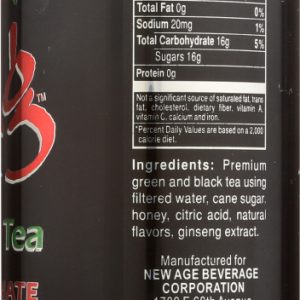 Total Fat 0g 0%
Sodium 20mg 1%
Total Carbohydrate 16g 5%
Sugars 16g
Protein 0g
Not a significant source of saturated fat, trans
fat, cholesterol, dietary fiber, vitamin A,
vitamin C, calcium and iron.
*Percent Daily Values are based on a 2,000
calorie diet.
Ingredients: Premium
green and black tea using
filtered water, cane sugar,
honey, citric acid, natural
flavors, ginseng extract.
Manufactured for
NEW AGE BEVERAGE
CORPORATION
TM
Tea